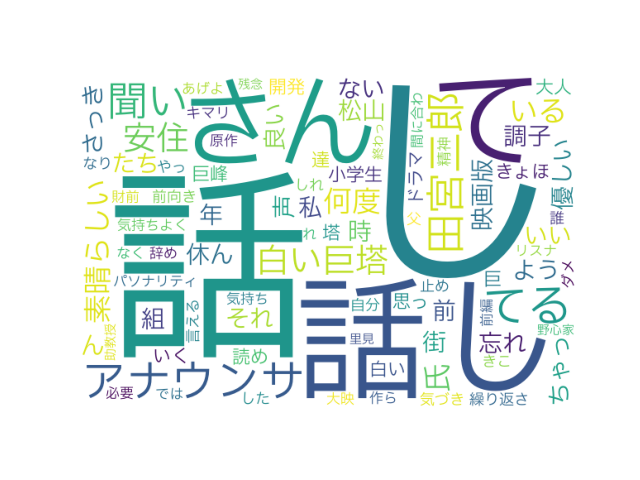 あげよ
残念
開発
ない
大人
さっき
聞い
キマリ
さん
して
松山
いる
安住
原作
良い
田宮二郎
間に合わ
精神
調子
優しい
なり
たち
やっ
達
小学生
終わっ
ドラマ
映画版
きょほ
財前
前向き
巨峰
しれ
何度
誰
素晴らしい
気持ちよく
年
声
私
父
いい
リスナ
なく
辞め
休ん
話
れ
塔
時
白い巨塔
てる
よう
ダメ
パソナリティ
気持ち
自分
止め
思っ
前
前編
野心家
ん
助教授
組
言える
それ
話し
氏
街
忘れ
ちゃっ
いく
読め
里見
白い
きこ
アナウンサ
必要
では
した
大映
作ら
気づき
繰り返さ